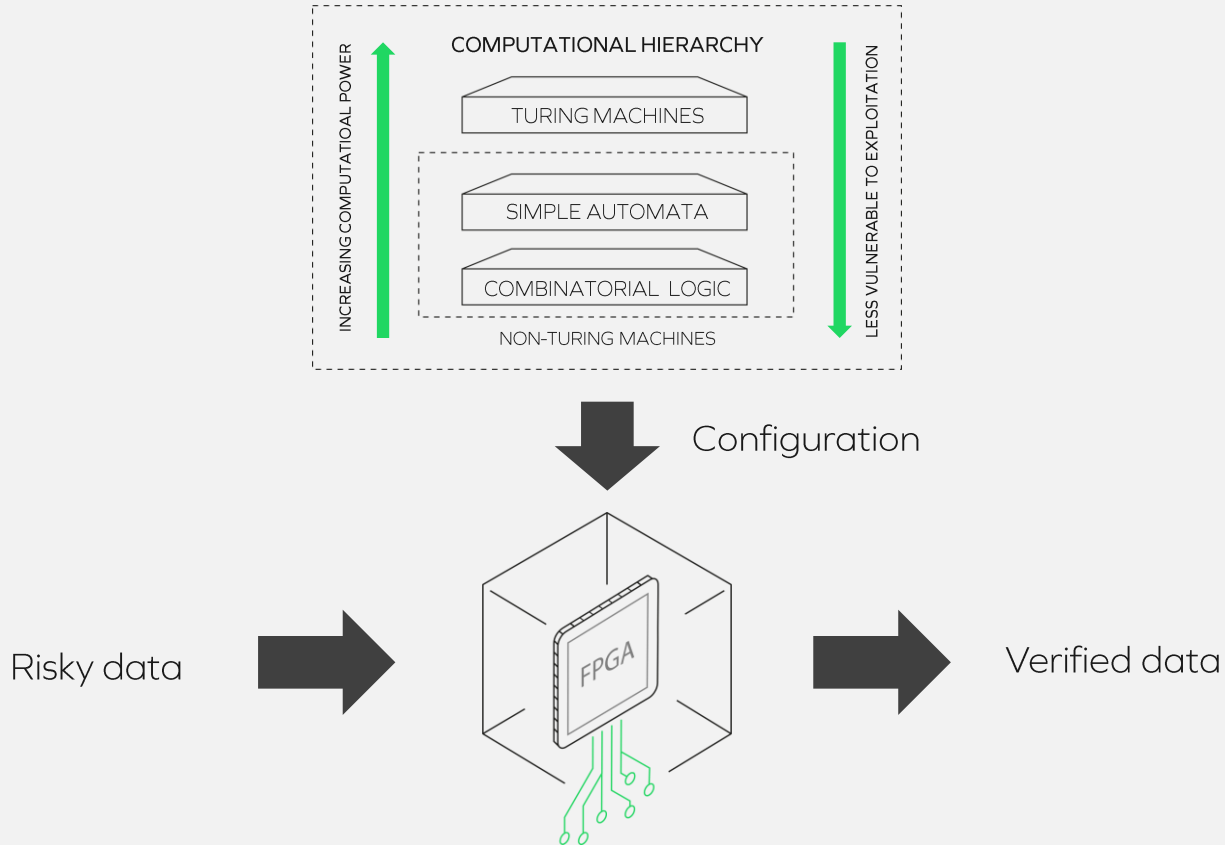 COMPUTATIONAL HIERARCHY
INCREASING COMPUTATIOAL POWER
TURING MACHINES
SIMPLE AUTOMATA
COMBINATORIAL LOGIC
NON-TURING MACHINES
LESS VULNERABLE TO EXPLOITATION
Configuration
Risky data
FPGA
Verified data